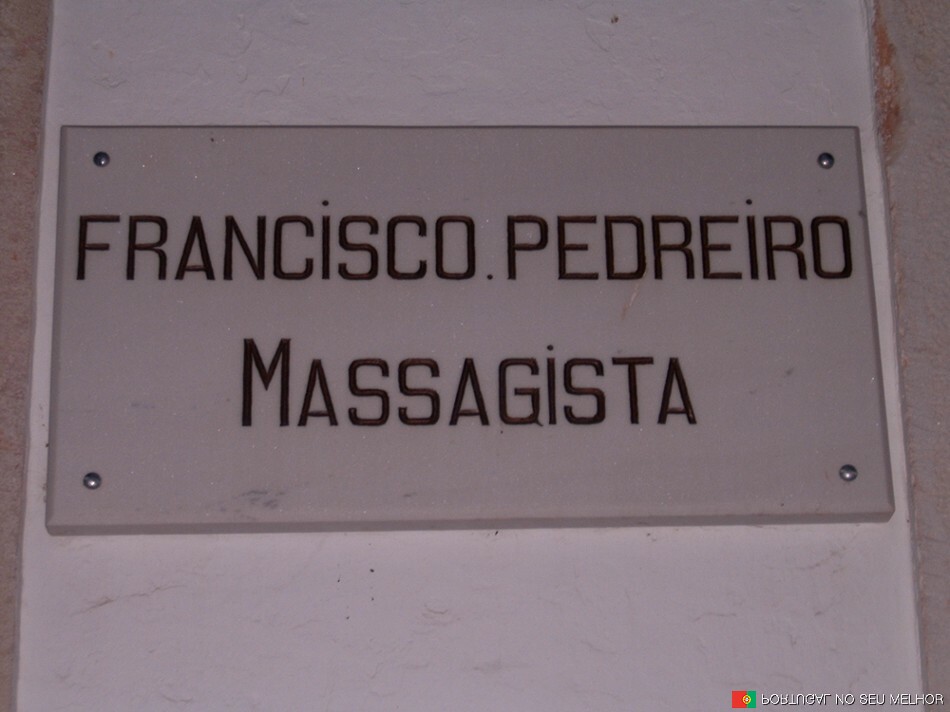 FRANCISCO.PEDREIRO
MASSAGISTA
PORTUGAL NO SEU MELHOR